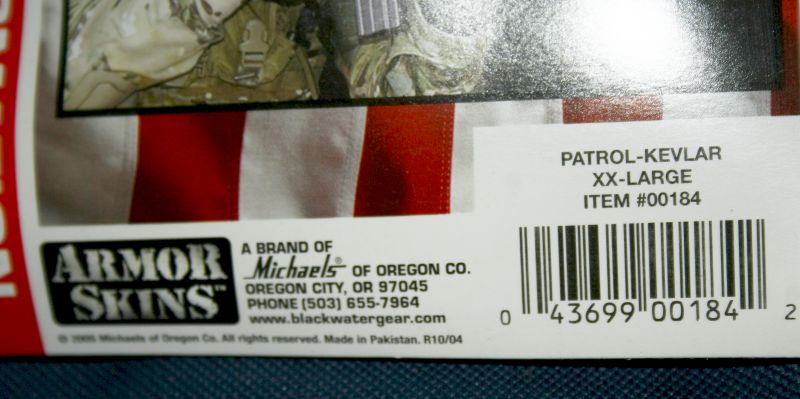 PATROL-KEVLAR
XX-LARGE
ITEM #00184
ARMOR
SKINS™
A BRAND OF
Michaels® OF OREGON CO.
OREGON CITY, OR 97045
PHONE (503) 655-7964
www.blackwatergear.com
0 43699 00184 2
© 2005 Michaels of Oregon Co. All rights reserved. Made in Pakistan. R10/04